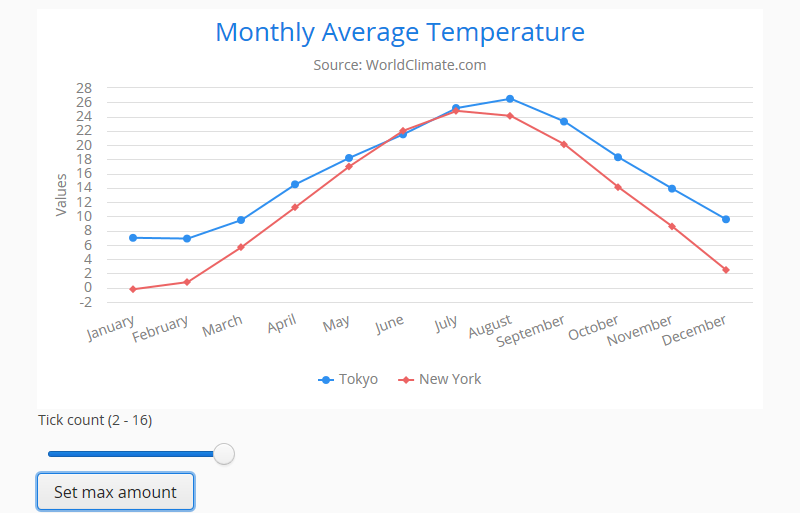 Monthly Average Temperature
Source: WorldClimate.com
Values
28
26
24
22
20
18
16
14
12
10
8
6
4
2
0
-2
January February March April May June July August September October November December
Tokyo New York
Tick count (2 - 16)
Set max amount